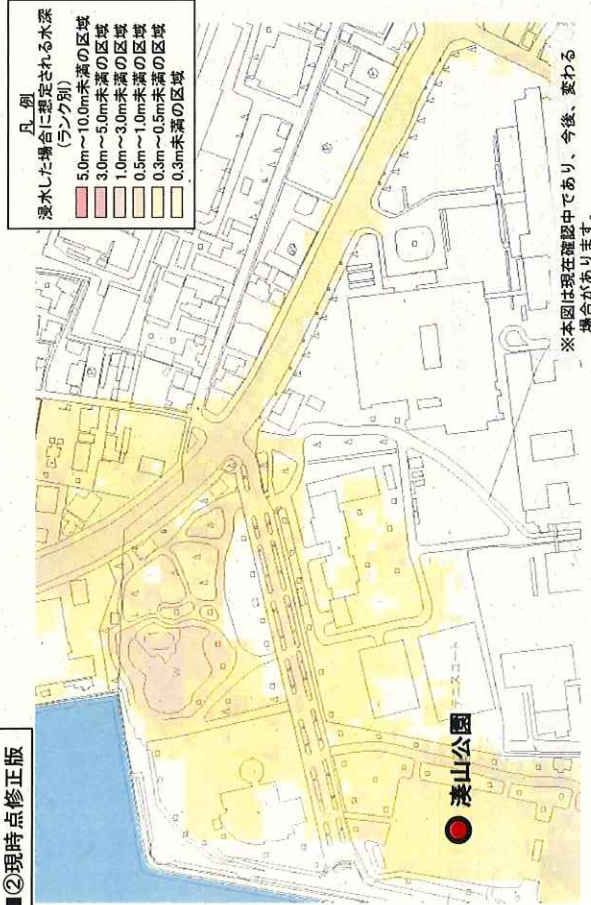 ■②現時点修正版
凡 例
浸水した場合に想定される水深
(ランク別)
5.0m～10.0m未満の区域
3.0m～5.0m未満の区域
1.0m～3.0m未満の区域
0.5m～1.0m未満の区域
0.3m～0.5m未満の区域
0.3m未満の区域
テニスコート
湊山公園
※本図は現在確認中であり、今後、変わる
場合があります。